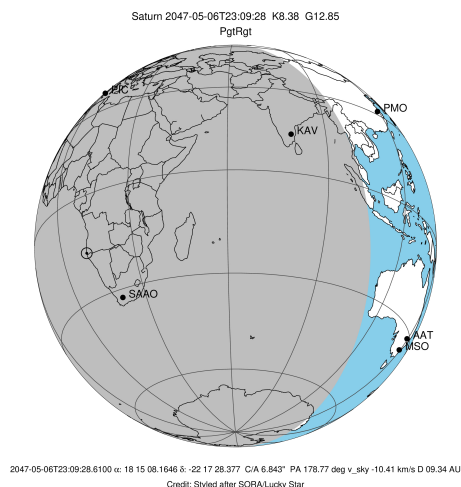 Saturn 2047-05-06T23:09:28 K8.38 G12.85
PgtRgt
PIC
PMO
KAV
SAAO
AAT
MSO
2047-05-06T23:09:28.6100 α: 18 15 08.1646 δ: -22 17 28.377 C/A 6.843" PA 178.77 deg v_sky -10.41 km/s D 09.34 AU
Credit: Styled after SORA/Lucky Star